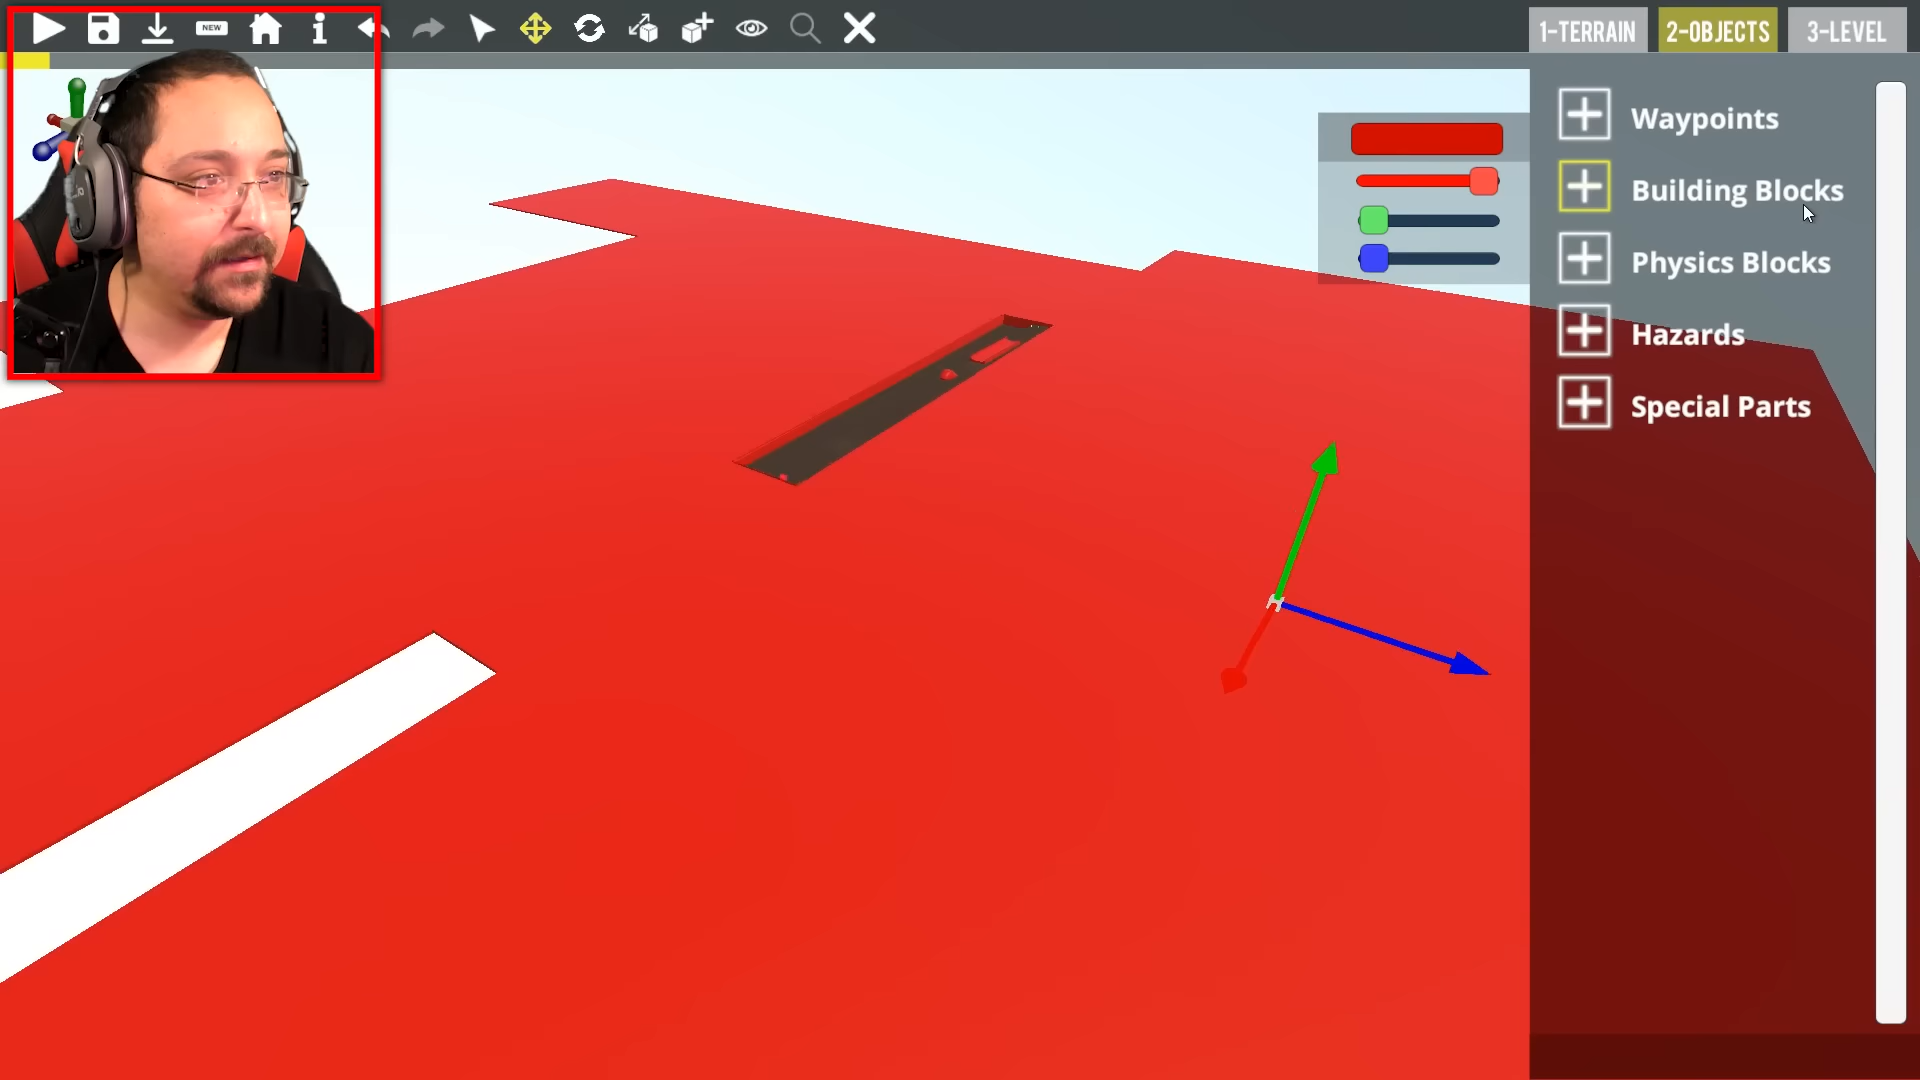 NEW
1-TERRAIN
2-OBJECTS
3-LEVEL
Waypoints
Building Blocks
Physics Blocks
Hazards
Special Parts